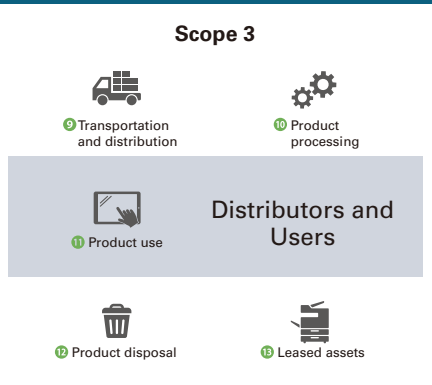 Scope 3
⑨ Transportation
and distribution
⑩ Product
processing
⑪ Product use
Distributors and
Users
⑫ Product disposal
⑬ Leased assets